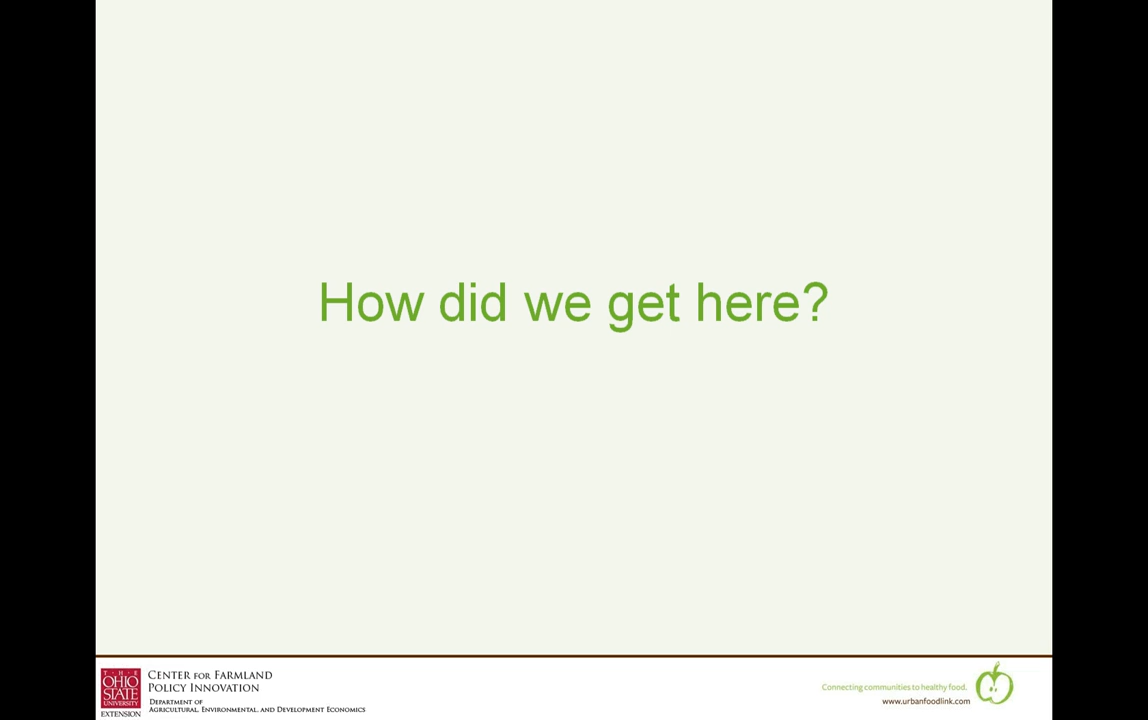 How did we get here?
T · H · E
OHIO
STATE
UNIVERSITY
EXTENSION
CENTER FOR FARMLAND
POLICY INNOVATION
DEPARTMENT OF
AGRICULTURAL, ENVIRONMENTAL, AND DEVELOPMENT ECONOMICS
Connecting communities to healthy food.
www.urbanfoodlink.com